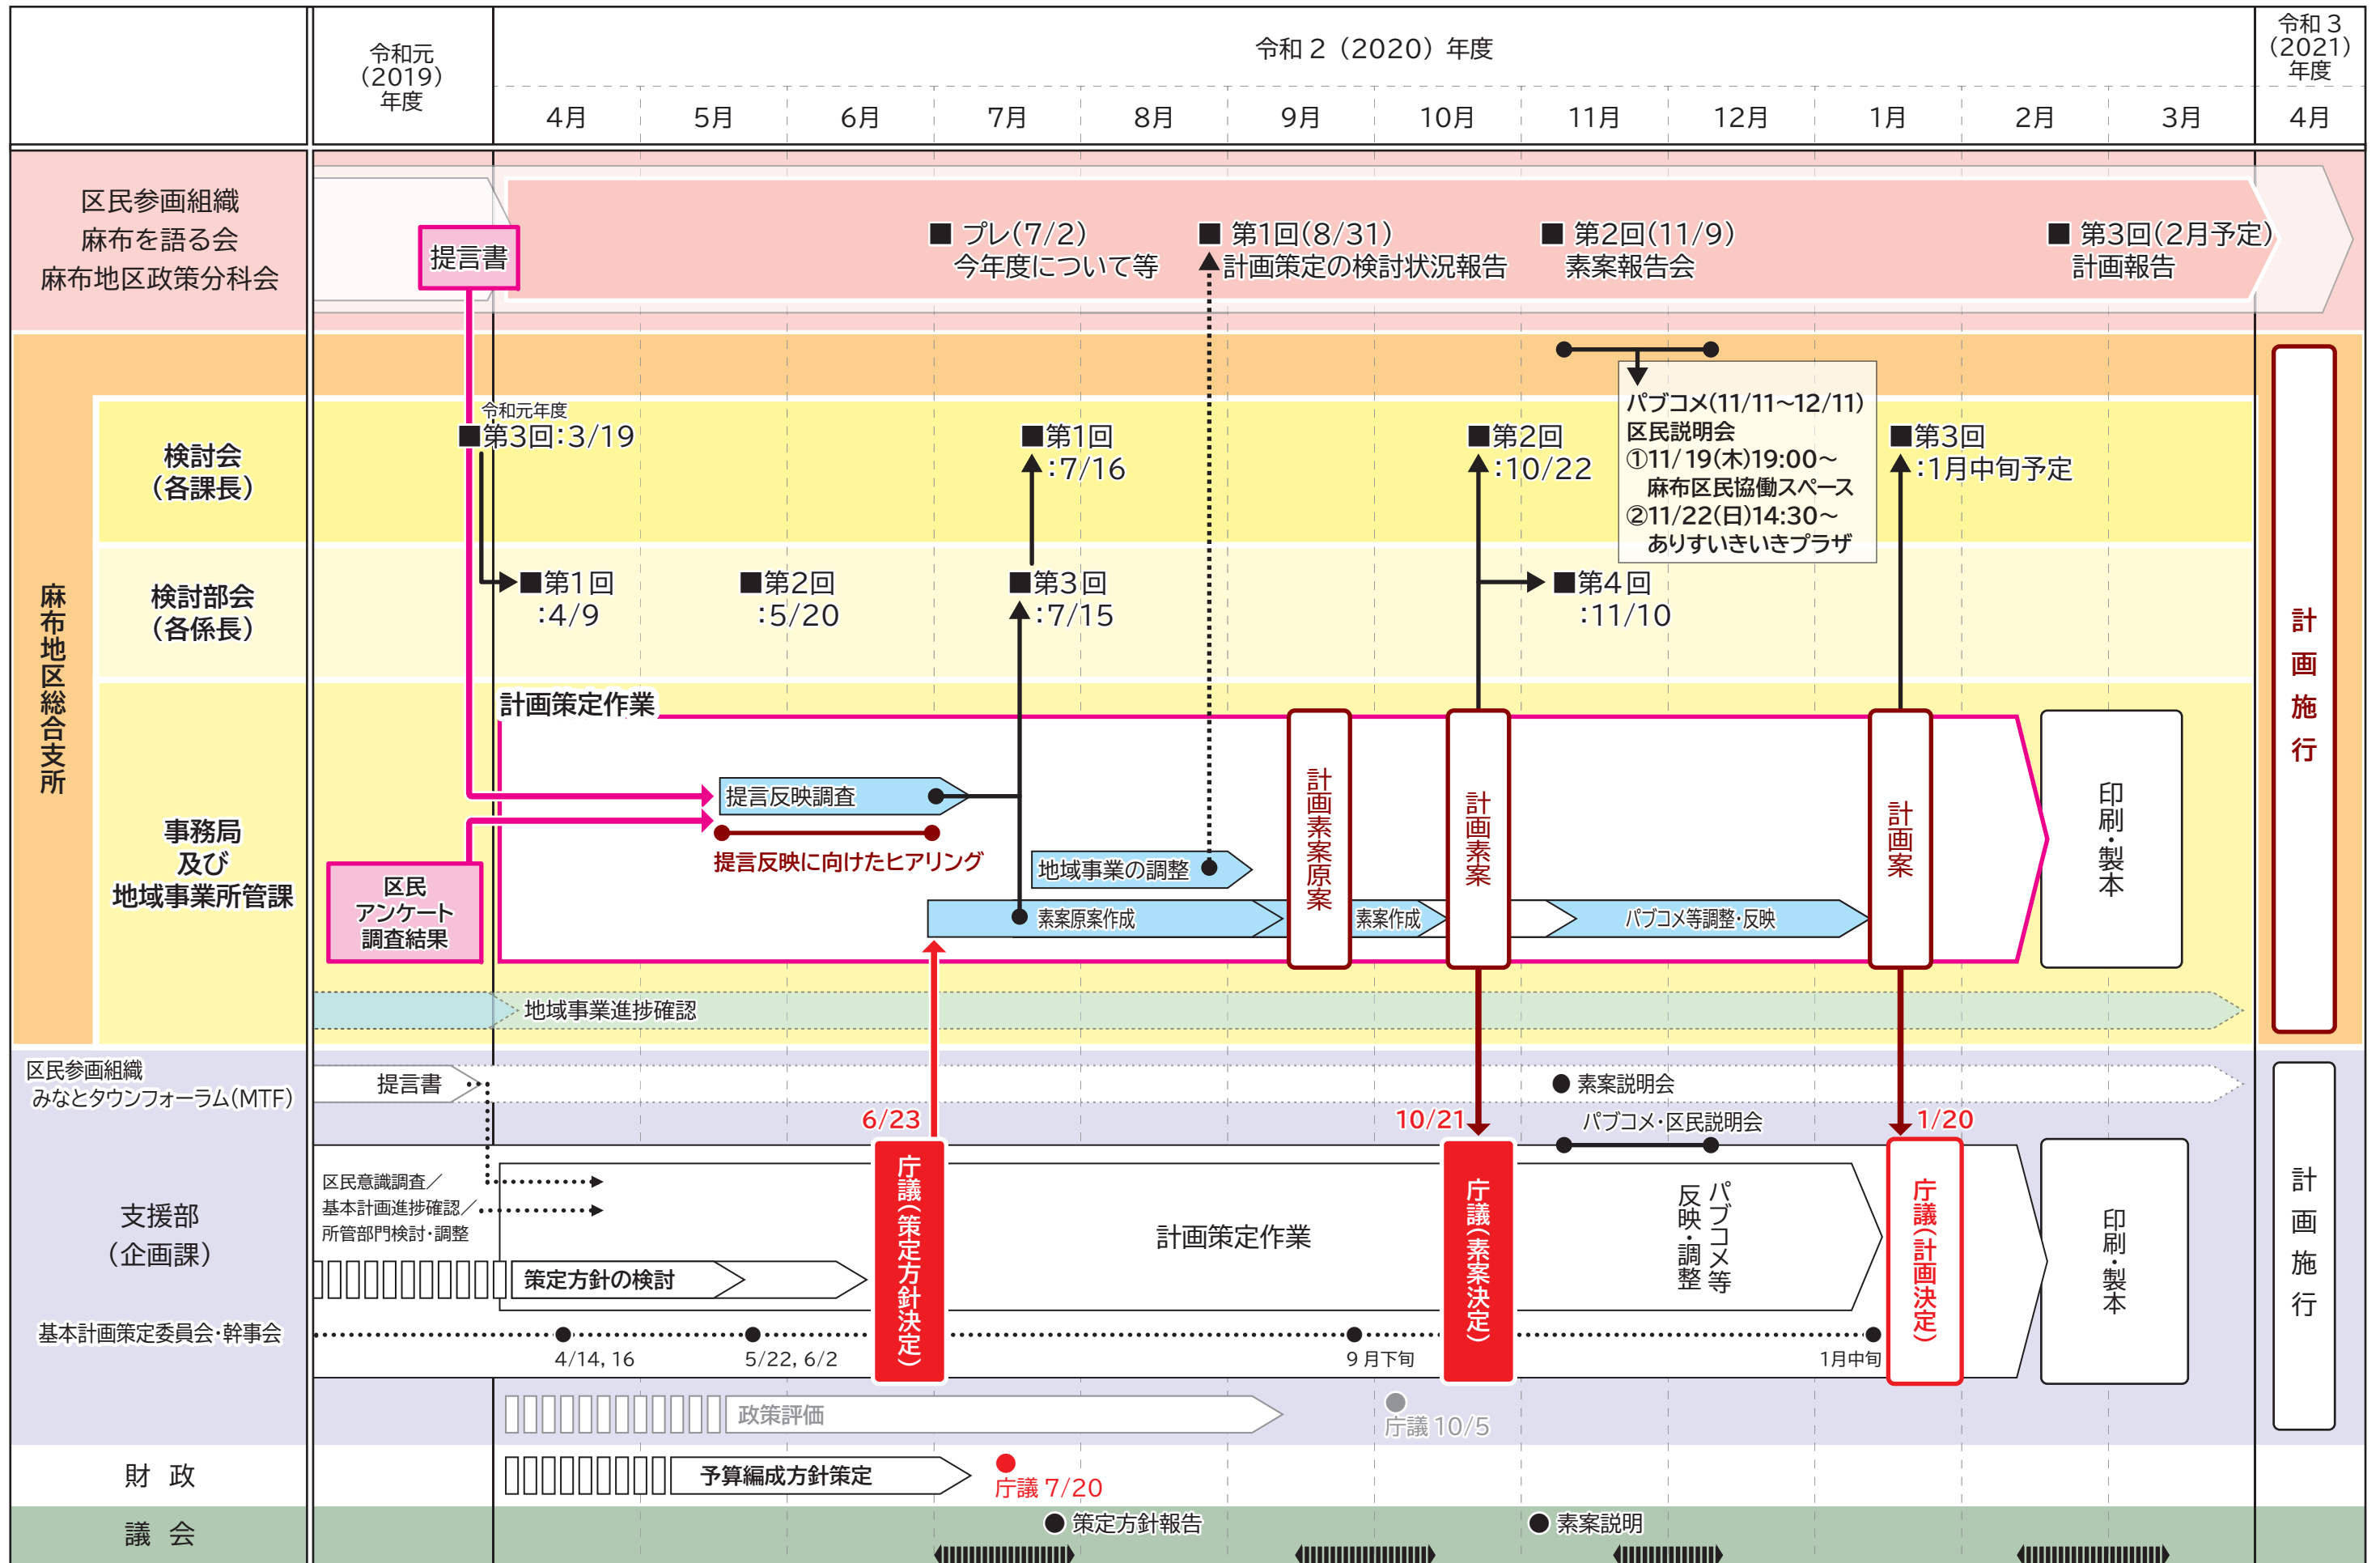 令和元
（2019）
年度
令和 2（2020）年度
令和 3
（2021）
年度
4月
5月
6月
7月
8月
9月
10月
11月
12月
1月
2月
3月
4月
区民参画組織
麻布を語る会
麻布地区政策分科会
提言書
■ プレ(7/2)
今年度について等
■ 第1回(8/31)
計画策定の検討状況報告
■ 第2回(11/9)
素案報告会
■ 第3回(2月予定)
計画報告
麻布地区総合支所
検討会
（各課長）
令和元年度
■第3回：3/19
■第1回
：7/16
■第2回
：10/22
パブコメ(11/11～12/11)
区民説明会
①11/19(木)19:00～
麻布区民協働スペース
②11/22(日)14:30～
ありすいきいきプラザ
■第3回
：1月中旬予定
検討部会
（各係長）
■第1回
：4/9
■第2回
：5/20
■第3回
：7/15
■第4回
：11/10
計画施行
事務局
及び
地域事業所管課
計画策定作業
提言反映調査
提言反映に向けたヒアリング
地域事業の調整
区民
アンケート
調査結果
素案原案作成
計画素案原案
素案作成
計画素案
パブコメ等調整・反映
計画案
印刷・製本
地域事業進捗確認
区民参画組織
みなとタウンフォーラム(MTF)
提言書
素案説明会
6/23
10/21
パブコメ・区民説明会
1/20
支援部
（企画課）
区民意識調査／
基本計画進捗確認／
所管部門検討・調整
策定方針の検討
庁議（策定方針決定）
計画策定作業
庁議（素案決定）
パブコメ等
反映・調整
庁議（計画決定）
印刷・製本
計画施行
基本計画策定委員会・幹事会
4/14，16
5/22，6/2
9月下旬
1月中旬
政策評価
庁議 10/5
財 政
予算編成方針策定
庁議 7/20
議 会
策定方針報告
素案説明